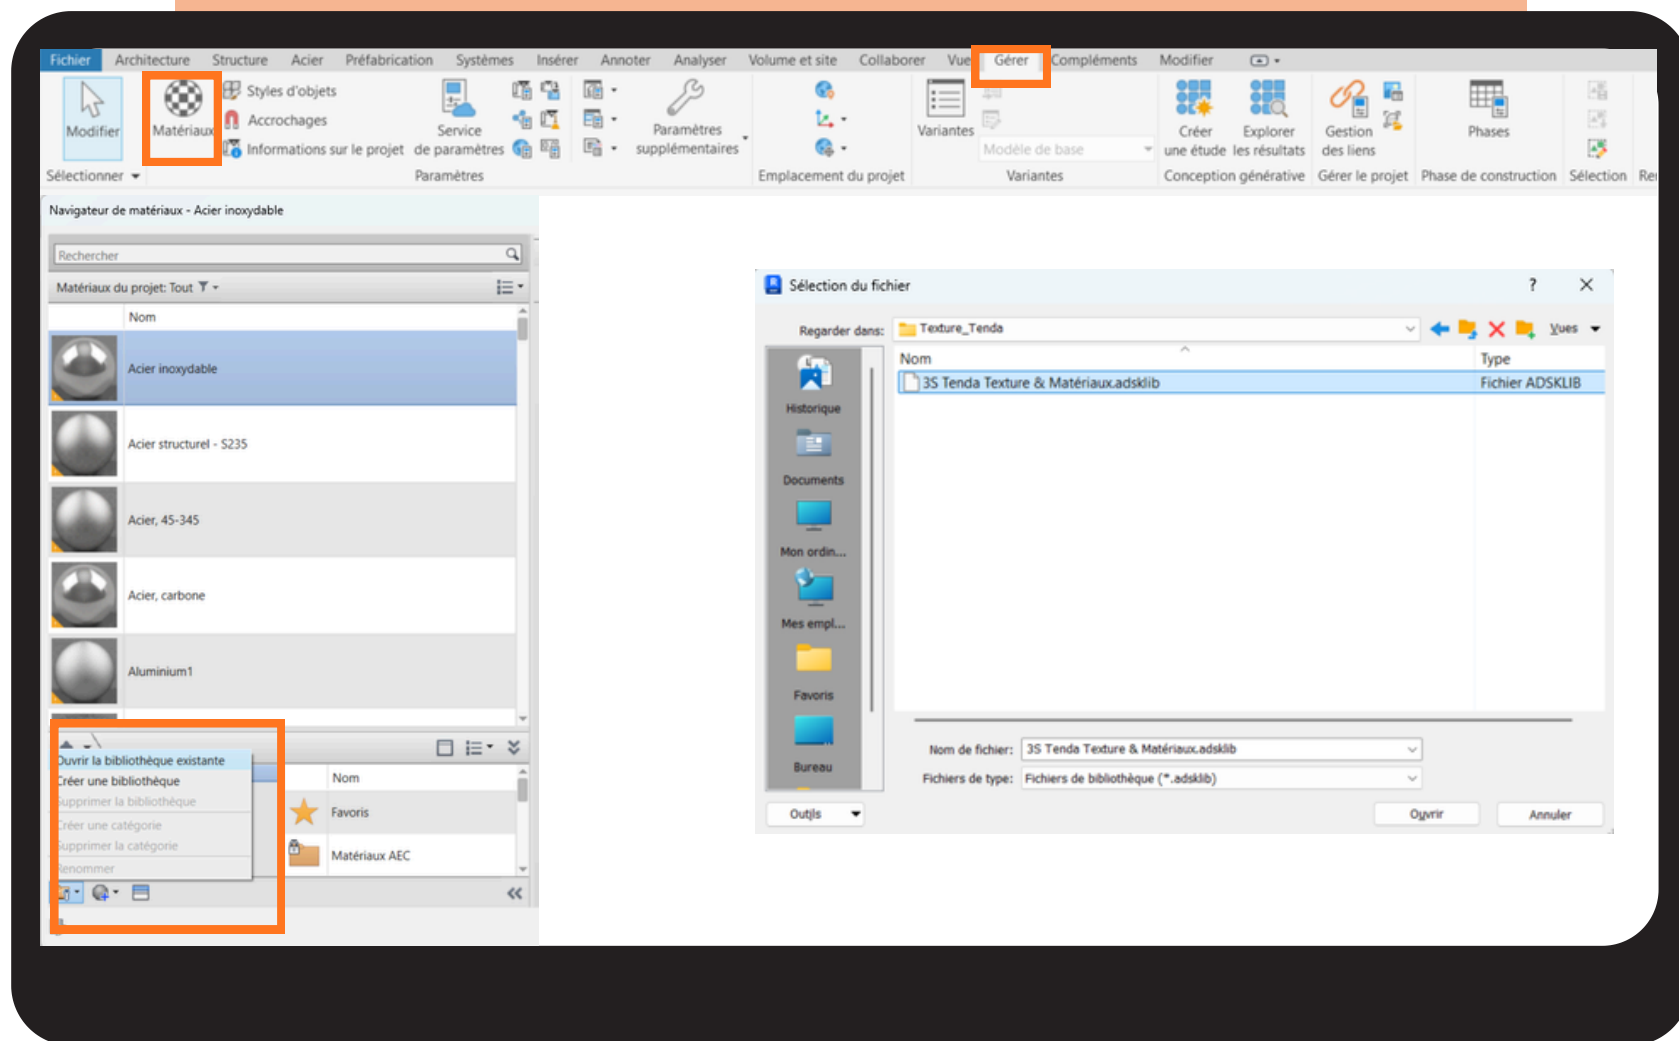 Fichier Architecture Structure Acier Préfabrication Systèmes Insérer Annoter Analyser Volume et site Collaborer Vue Gérer Compléments Modifier
Modifier
Matériaux
Styles d'objets
Accrochages
Informations sur le projet
Service
de paramètres
Paramètres
supplémentaires
Variantes
Modèle de base
Créer
une étude
Explorer
les résultats
Gestion
des liens
Phases
Sélectionner Paramètres Emplacement du projet Variantes Conception générative Gérer le projet Phase de construction Sélection
Navigateur de matériaux - Acier inoxydable
Rechercher
Matériaux du projet: Tout
Nom
Acier inoxydable
Acier structurel - S235
Acier, 45-345
Acier, carbone
Aluminium1
Ouvrir la bibliothèque existante
Créer une bibliothèque
Supprimer la bibliothèque
Créer une catégorie
Supprimer la catégorie
Renommer
Nom
Favoris
Matériaux AEC
Sélection du fichier ? X
Regarder dans: Texture_Tenda Vues
Nom Type
3S Tenda Texture & Matériaux.adsklib Fichier ADSKLIB
Historique
Documents
Mon ordin...
Mes empl...
Favoris
Bureau
Nom de fichier: 3S Tenda Texture & Matériaux.adsklib
Fichiers de type: Fichiers de bibliothèque (*.adsklib)
Outils Ouvrir Annuler